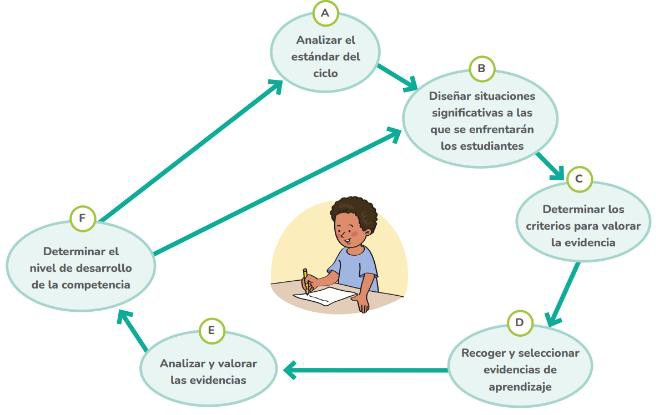 A
Analizar el
estándar del
ciclo
B
Diseñar situaciones
significativas a las
que se enfrentarán
los estudiantes
C
Determinar los
criterios para valorar
la evidencia
D
Recoger y seleccionar
evidencias de
aprendizaje
E
Analizar y valorar
las evidencias
F
Determinar el
nivel de desarrollo
de la competencia